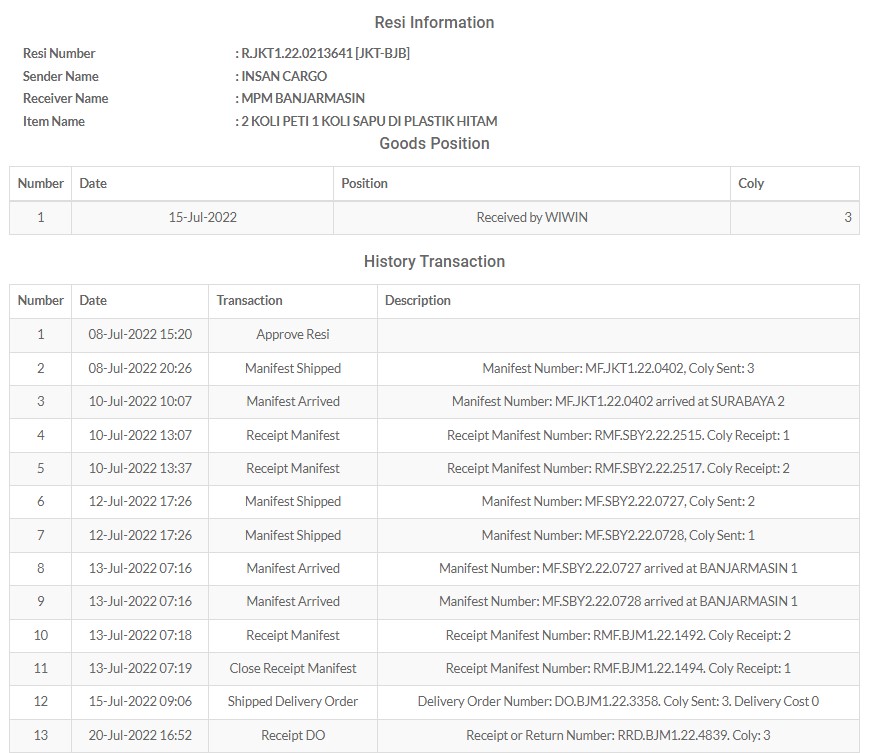 Resi Information
Resi Number : R.JKT1.22.0213641 [JKT-BJB]
Sender Name : INSAN CARGO
Receiver Name : MPM BANJARMASIN
Item Name : 2 KOLI PETI 1 KOLI SAPU DI PLASTIK HITAM
Goods Position
Number Date Position Coly
1 15-Jul-2022 Received by WIWIN 3
History Transaction
Number Date Transaction Description
1 08-Jul-2022 15:20 Approve Resi
2 08-Jul-2022 20:26 Manifest Shipped Manifest Number: MF.JKT1.22.0402, Coly Sent: 3
3 10-Jul-2022 10:07 Manifest Arrived Manifest Number: MF.JKT1.22.0402 arrived at SURABAYA 2
4 10-Jul-2022 13:07 Receipt Manifest Receipt Manifest Number: RMF.SBY2.22.2515. Coly Receipt: 1
5 10-Jul-2022 13:37 Receipt Manifest Receipt Manifest Number: RMF.SBY2.22.2517. Coly Receipt: 2
6 12-Jul-2022 17:26 Manifest Shipped Manifest Number: MF.SBY2.22.0727, Coly Sent: 2
7 12-Jul-2022 17:26 Manifest Shipped Manifest Number: MF.SBY2.22.0728, Coly Sent: 1
8 13-Jul-2022 07:16 Manifest Arrived Manifest Number: MF.SBY2.22.0727 arrived at BANJARMASIN 1
9 13-Jul-2022 07:16 Manifest Arrived Manifest Number: MF.SBY2.22.0728 arrived at BANJARMASIN 1
10 13-Jul-2022 07:18 Receipt Manifest Receipt Manifest Number: RMF.BJM1.22.1492. Coly Receipt: 2
11 13-Jul-2022 07:19 Close Receipt Manifest Receipt Manifest Number: RMF.BJM1.22.1494. Coly Receipt: 1
12 15-Jul-2022 09:06 Shipped Delivery Order Delivery Order Number: DO.BJM1.22.3358. Coly Sent: 3. Delivery Cost 0
13 20-Jul-2022 16:52 Receipt DO Receipt or Return Number: RRD.BJM1.22.4839. Coly: 3